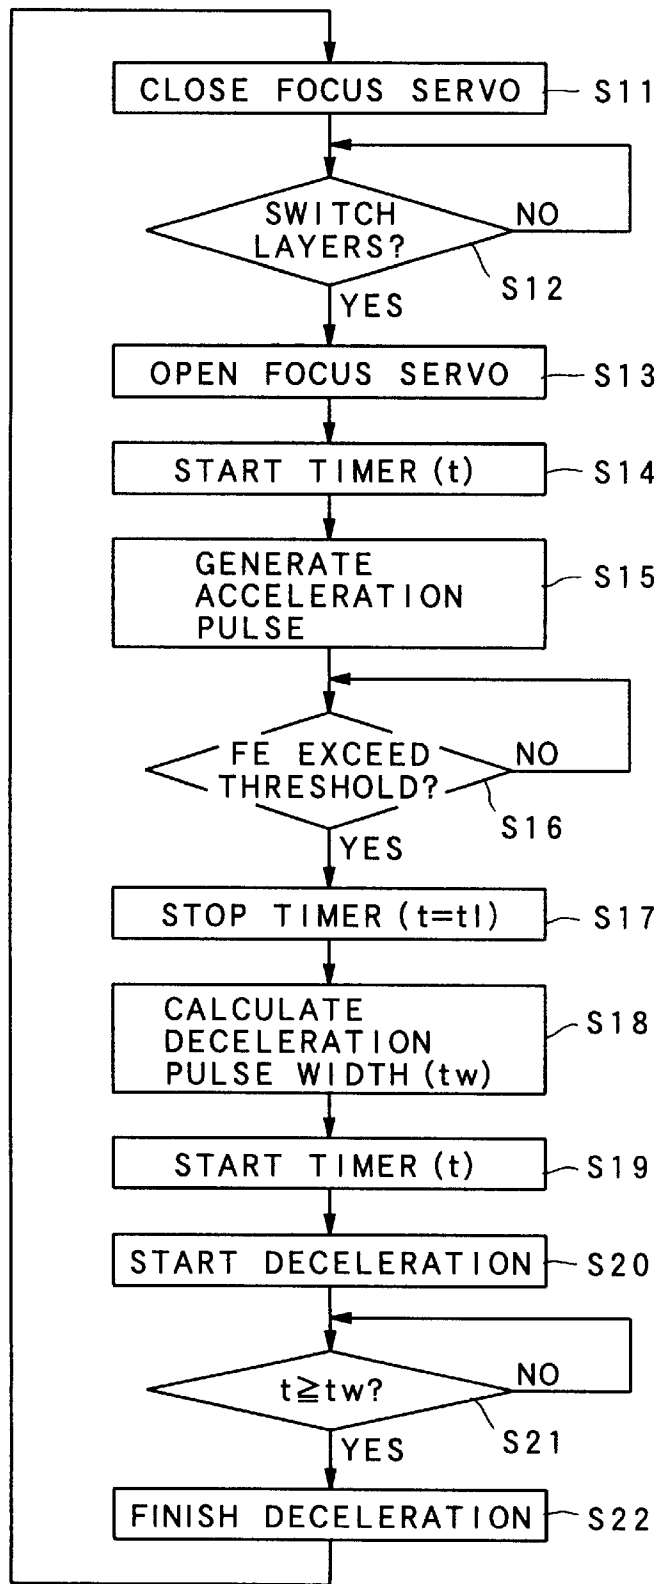 CLOSE FOCUS SERVO
S11
SWITCH
LAYERS?
NO
S12
YES
OPEN FOCUS SERVO
S13
START TIMER (t)
S14
GENERATE
ACCELERATION
PULSE
S15
FE EXCEED
THRESHOLD?
NO
S16
YES
STOP TIMER (t=tl)
S17
CALCULATE
DECELERATION
PULSE WIDTH (tw)
S18
START TIMER (t)
S19
START DECELERATION
S20
t≧tw?
NO
S21
YES
FINISH DECELERATION
S22